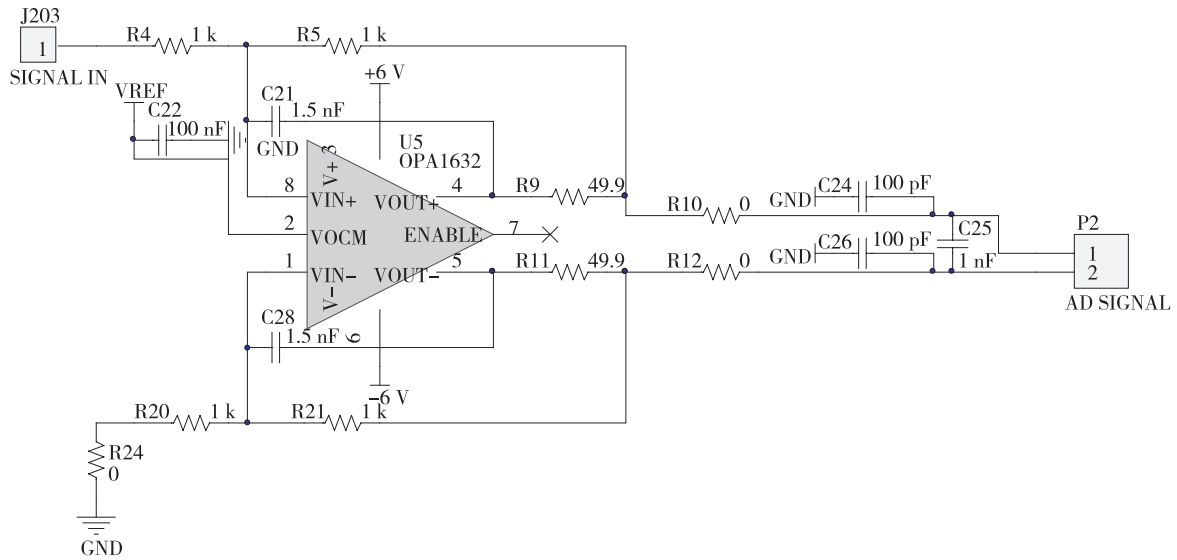 J203
1
SIGNAL IN
R4 1 k
R5 1 k
+6 V
VREF
C22
100 nF
GND
C21
1.5 nF
U5
OPA1632
V+ 3
8 VIN+
VOUT+ 4
2 VOCM
ENABLE 7
1 VIN−
VOUT− 5
V−
6
R9 49.9
R10 0
GND C24 100 pF
C25
1 nF
P2
1
2
AD SIGNAL
R11 49.9
R12 0
GND C26 100 pF
C28
1.5 nF
−6 V
R20 1 k
R21 1 k
R24
0
GND